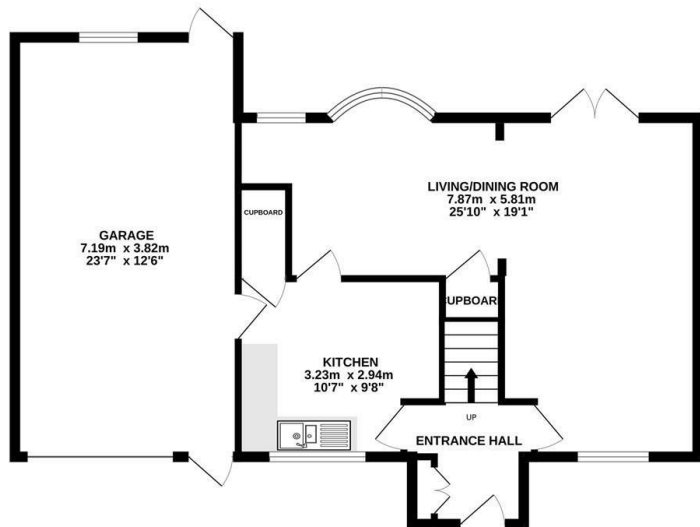 GARAGE
7.19m x 3.82m
23'7" x 12'6"
CUPBOARD
LIVING/DINING ROOM
7.87m x 5.81m
25'10" x 19'1"
CUPBOARD
KITCHEN
3.23m x 2.94m
10'7" x 9'8"
UP
ENTRANCE HALL